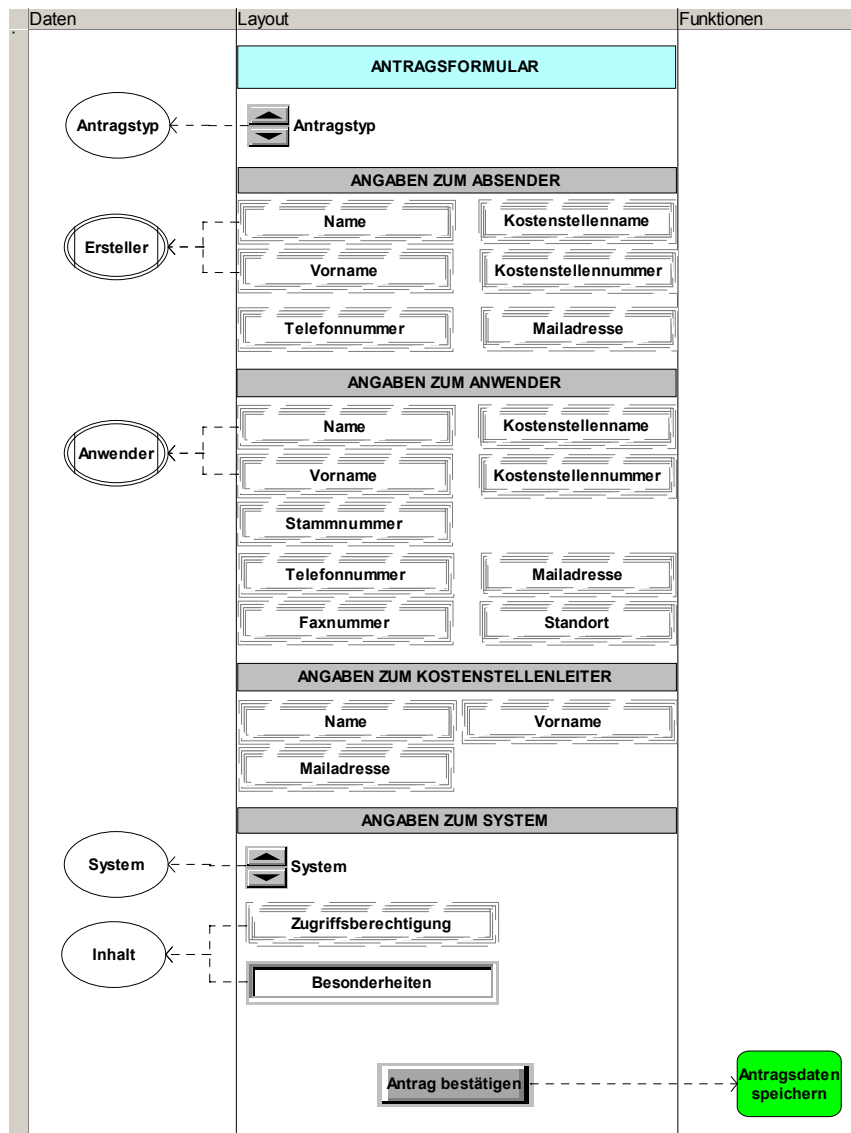 Daten Layout Funktionen
ANTRAGSFORMULAR
Antragstyp Antragstyp
ANGABEN ZUM ABSENDER
Name Kostenstellenname
Ersteller
Vorname Kostenstellennummer
Telefonnummer Mailadresse
ANGABEN ZUM ANWENDER
Name Kostenstellenname
Anwender
Vorname Kostenstellennummer
Stammnummer
Telefonnummer Mailadresse
Faxnummer Standort
ANGABEN ZUM KOSTENSTELLENLEITER
Name Vorname
Mailadresse
ANGABEN ZUM SYSTEM
System System
Zugriffsberechtigung
Inhalt
Besonderheiten
Antrag bestätigen
Antragsdaten
speichern